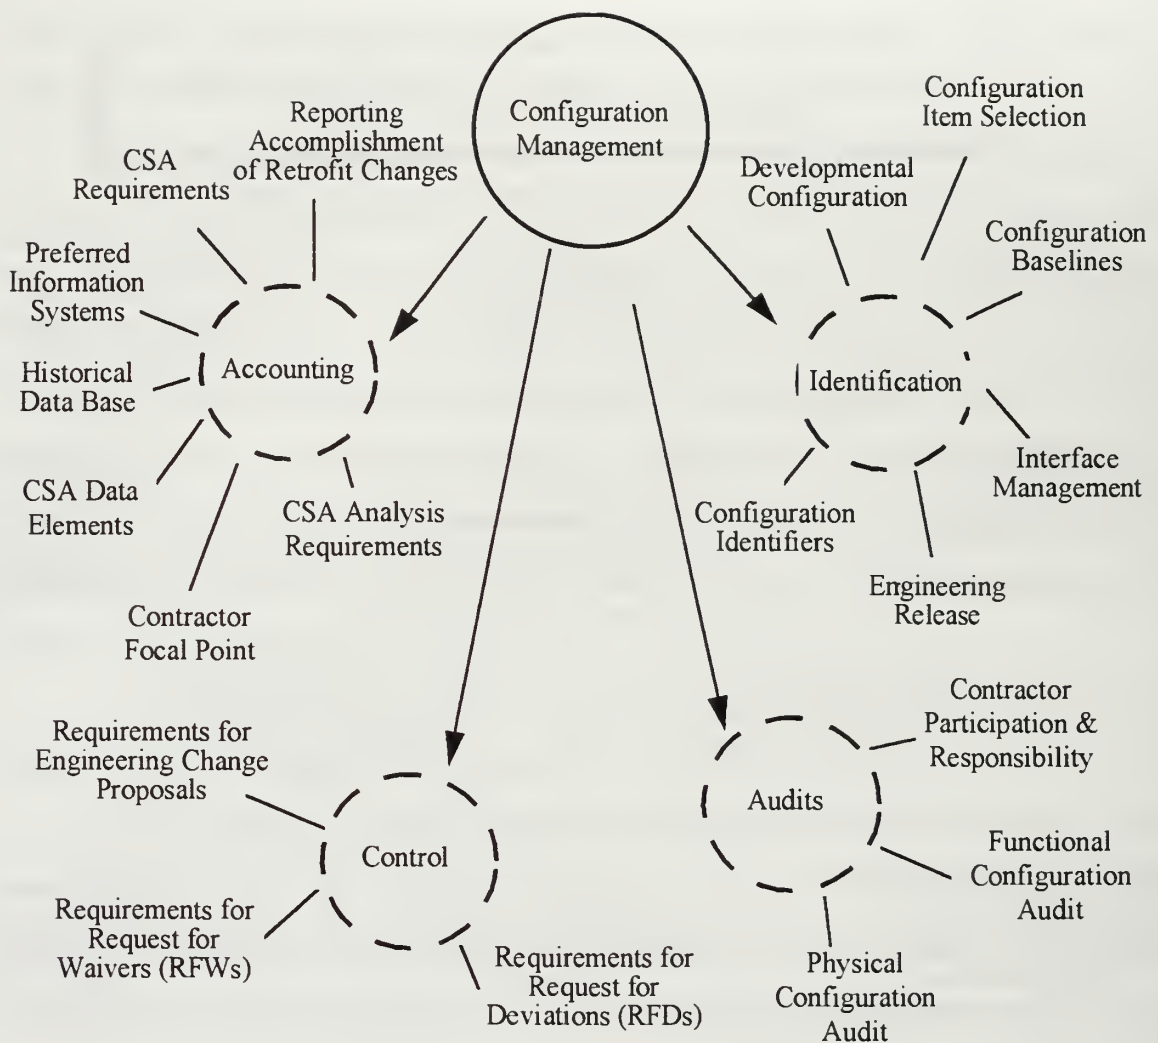 Configuration
Management
Reporting
Accomplishment
of Retrofit Changes
CSA
Requirements
Preferred
Information
Systems
Historical
Data Base
CSA Data
Elements
Contractor
Focal Point
CSA Analysis
Requirements
Accounting
Configuration
Item Selection
Developmental
Configuration
Configuration
Baselines
Identification
Interface
Management
Configuration
Identifiers
Engineering
Release
Requirements for
Engineering Change
Proposals
Control
Requirements for
Request for
Waivers (RFWs)
Requirements for
Request for
Deviations (RFDs)
Contractor
Participation &
Responsibility
Audits
Functional
Configuration
Audit
Physical
Configuration
Audit